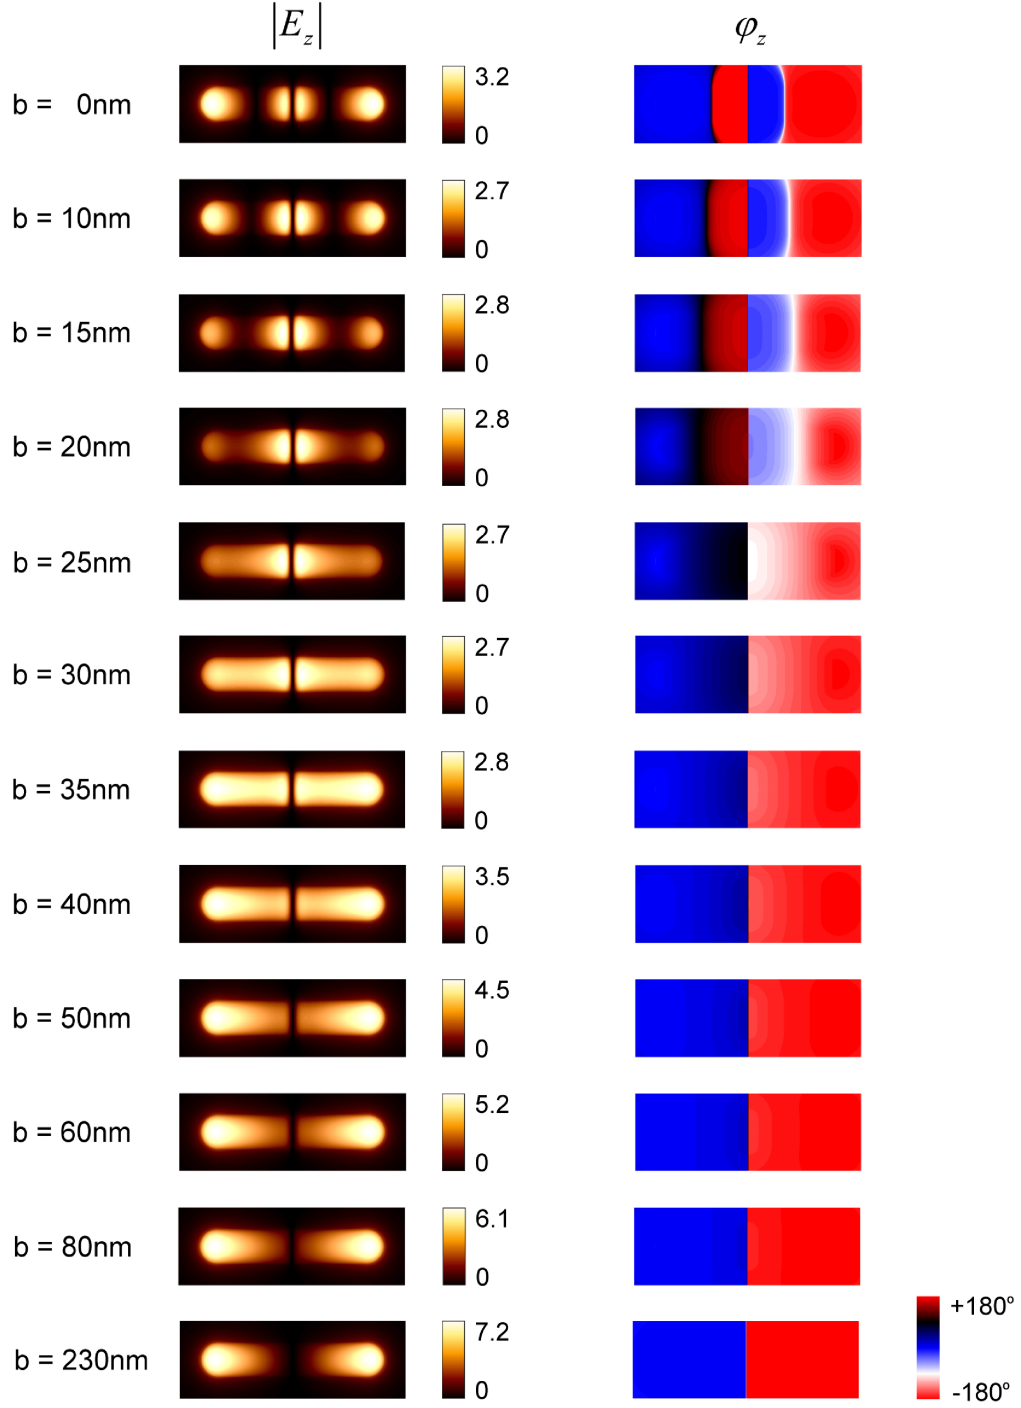 |E_z| φ_z
b = 0nm 3.2
0
b = 10nm 2.7
0
b = 15nm 2.8
0
b = 20nm 2.8
0
b = 25nm 2.7
0
b = 30nm 2.7
0
b = 35nm 2.8
0
b = 40nm 3.5
0
b = 50nm 4.5
0
b = 60nm 5.2
0
b = 80nm 6.1
0
+180°
b = 230nm 7.2
0
-180°